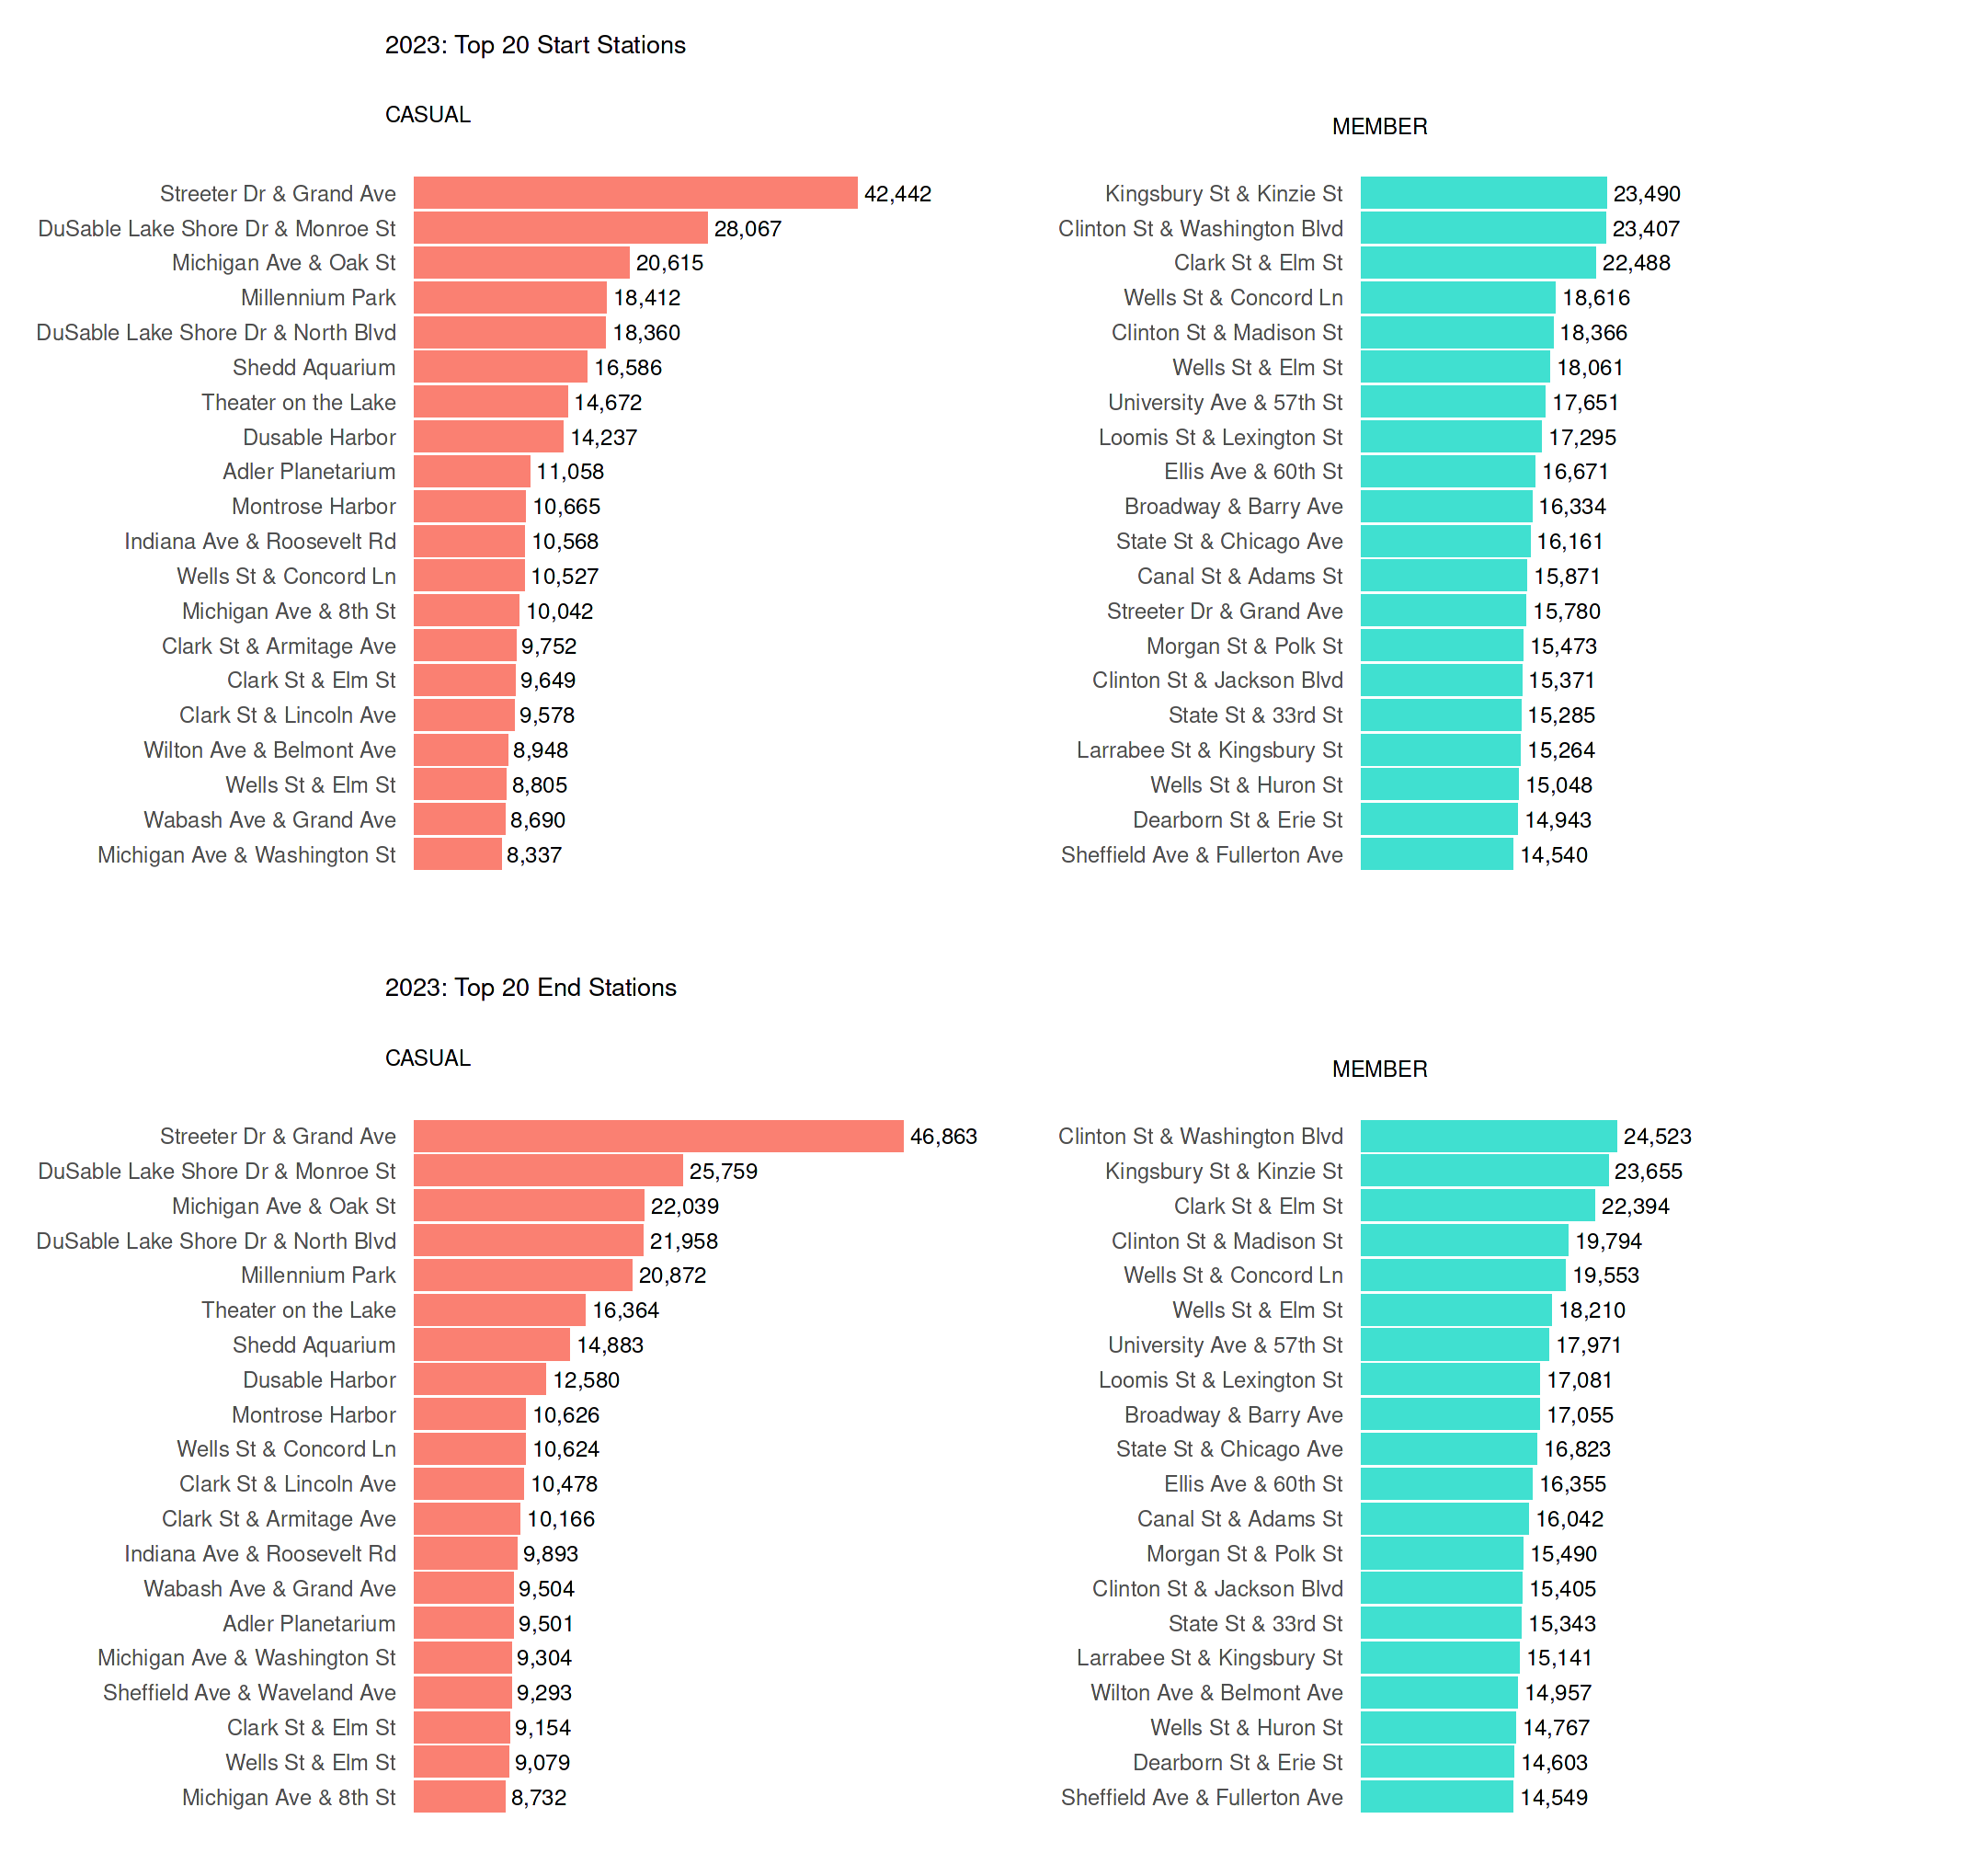 2023: Top 20 Start Stations
CASUAL
Streeter Dr & Grand Ave 42,442
DuSable Lake Shore Dr & Monroe St 28,067
Michigan Ave & Oak St 20,615
Millennium Park 18,412
DuSable Lake Shore Dr & North Blvd 18,360
Shedd Aquarium 16,586
Theater on the Lake 14,672
Dusable Harbor 14,237
Adler Planetarium 11,058
Montrose Harbor 10,665
Indiana Ave & Roosevelt Rd 10,568
Wells St & Concord Ln 10,527
Michigan Ave & 8th St 10,042
Clark St & Armitage Ave 9,752
Clark St & Elm St 9,649
Clark St & Lincoln Ave 9,578
Wilton Ave & Belmont Ave 8,948
Wells St & Elm St 8,805
Wabash Ave & Grand Ave 8,690
Michigan Ave & Washington St 8,337
MEMBER
Kingsbury St & Kinzie St 23,490
Clinton St & Washington Blvd 23,407
Clark St & Elm St 22,488
Wells St & Concord Ln 18,616
Clinton St & Madison St 18,366
Wells St & Elm St 18,061
University Ave & 57th St 17,651
Loomis St & Lexington St 17,295
Ellis Ave & 60th St 16,671
Broadway & Barry Ave 16,334
State St & Chicago Ave 16,161
Canal St & Adams St 15,871
Streeter Dr & Grand Ave 15,780
Morgan St & Polk St 15,473
Clinton St & Jackson Blvd 15,371
State St & 33rd St 15,285
Larrabee St & Kingsbury St 15,264
Wells St & Huron St 15,048
Dearborn St & Erie St 14,943
Sheffield Ave & Fullerton Ave 14,540
2023: Top 20 End Stations
CASUAL
Streeter Dr & Grand Ave 46,863
DuSable Lake Shore Dr & Monroe St 25,759
Michigan Ave & Oak St 22,039
DuSable Lake Shore Dr & North Blvd 21,958
Millennium Park 20,872
Theater on the Lake 16,364
Shedd Aquarium 14,883
Dusable Harbor 12,580
Montrose Harbor 10,626
Wells St & Concord Ln 10,624
Clark St & Lincoln Ave 10,478
Clark St & Armitage Ave 10,166
Indiana Ave & Roosevelt Rd 9,893
Wabash Ave & Grand Ave 9,504
Adler Planetarium 9,501
Michigan Ave & Washington St 9,304
Sheffield Ave & Waveland Ave 9,293
Clark St & Elm St 9,154
Wells St & Elm St 9,079
Michigan Ave & 8th St 8,732
MEMBER
Clinton St & Washington Blvd 24,523
Kingsbury St & Kinzie St 23,655
Clark St & Elm St 22,394
Clinton St & Madison St 19,794
Wells St & Concord Ln 19,553
Wells St & Elm St 18,210
University Ave & 57th St 17,971
Loomis St & Lexington St 17,081
Broadway & Barry Ave 17,055
State St & Chicago Ave 16,823
Ellis Ave & 60th St 16,355
Canal St & Adams St 16,042
Morgan St & Polk St 15,490
Clinton St & Jackson Blvd 15,405
State St & 33rd St 15,343
Larrabee St & Kingsbury St 15,141
Wilton Ave & Belmont Ave 14,957
Wells St & Huron St 14,767
Dearborn St & Erie St 14,603
Sheffield Ave & Fullerton Ave 14,549